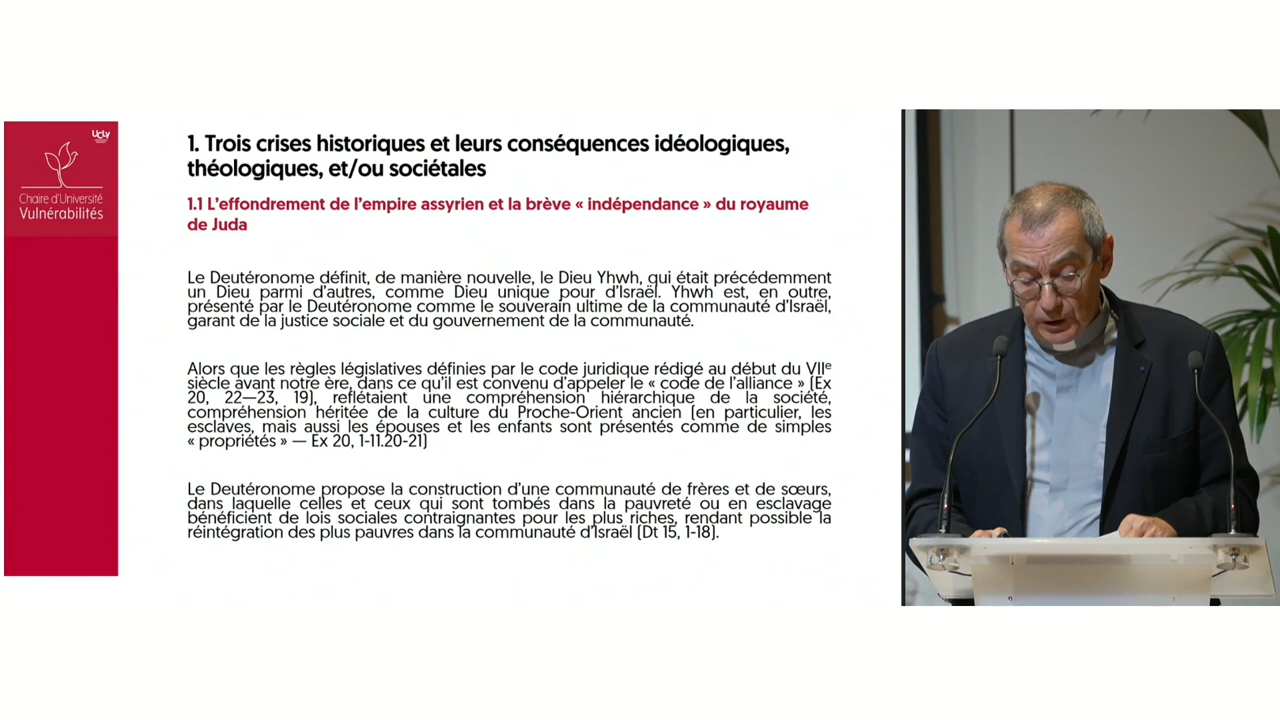 UCLy
Chaire d'Université
Vulnérabilités
1. Trois crises historiques et leurs conséquences idéologiques,
théologiques, et/ou sociétales
1.1 L'effondrement de l'empire assyrien et la brève « indépendance » du royaume
de Juda
Le Deutéronome définit, de manière nouvelle, le Dieu Yhwh, qui était précédemment
un Dieu parmi d'autres, comme Dieu unique pour d'Israël. Yhwh est, en outre,
présenté par le Deutéronome comme le souverain ultime de la communauté d'Israël,
garant de la justice sociale et du gouvernement de la communauté.
Alors que les règles législatives définies par le code juridique rédigé au début du VIIe
siècle avant notre ère, dans ce qu'il est convenu d'appeler le « code de l'alliance » (Ex
20, 22—23, 19), reflétaient une compréhension hiérarchique de la société,
compréhension héritée de la culture du Proche-Orient ancien (en particulier, les
esclaves, mais aussi les épouses et les enfants sont présentés comme de simples
« propriétés » — Ex 20, 1-11.20-21)
Le Deutéronome propose la construction d'une communauté de frères et de sœurs,
dans laquelle celles et ceux qui sont tombés dans la pauvreté ou en esclavage
bénéficient de lois sociales contraignantes pour les plus riches, rendant possible la
réintégration des plus pauvres dans la communauté d'Israël (Dt 15, 1-18).